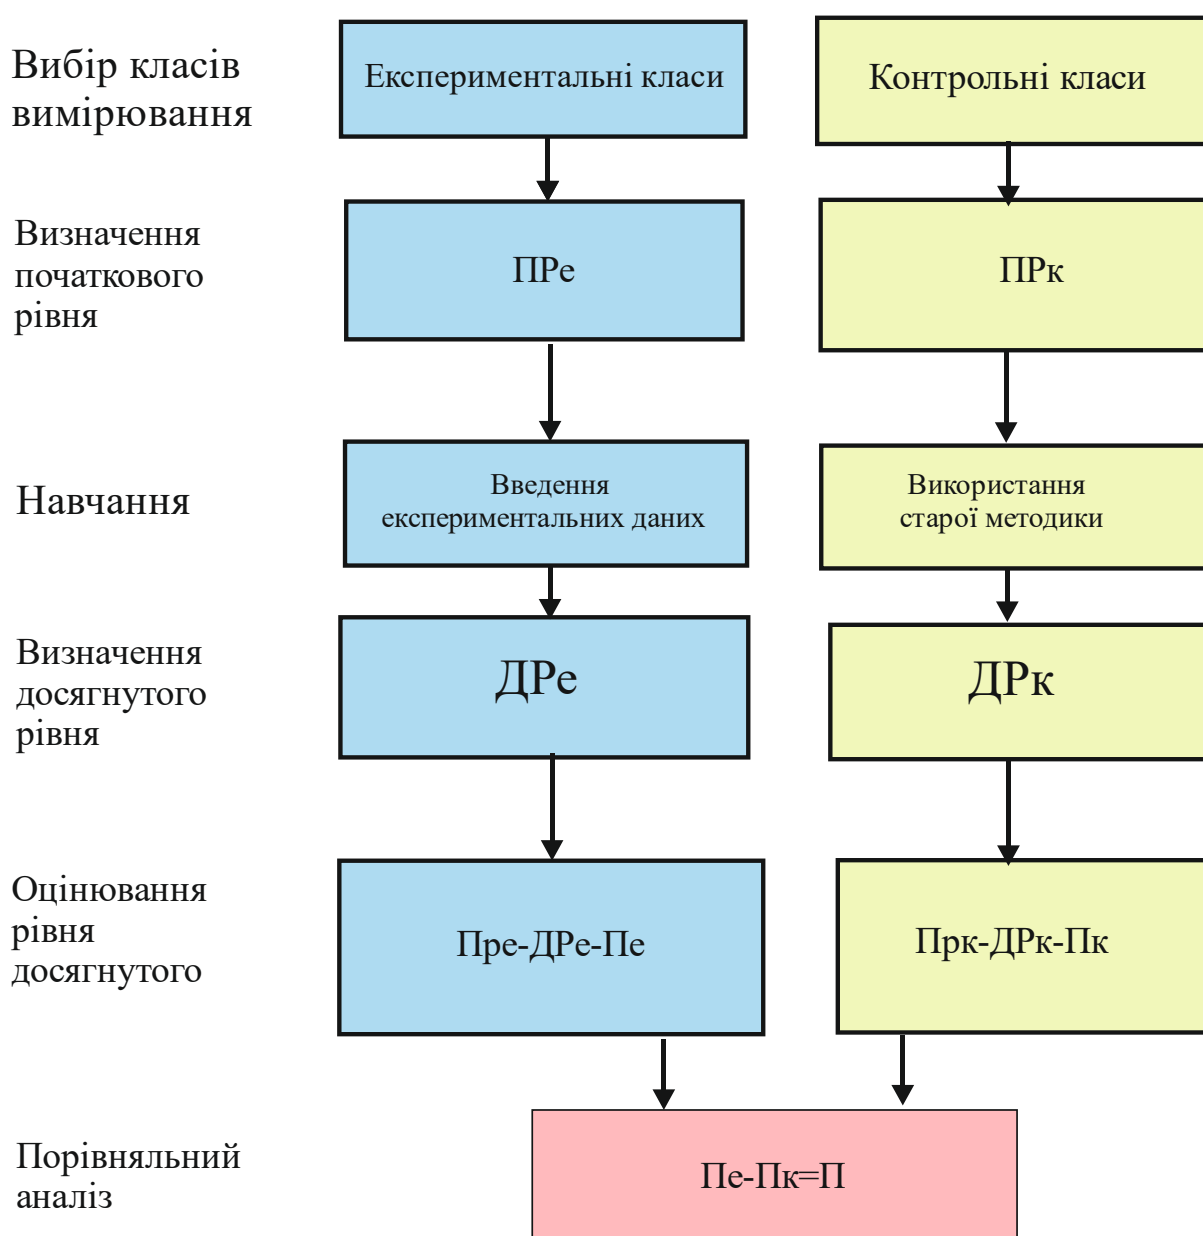 Вибір класів
вимірювання
Експериментальні класи
Контрольні класи
Визначення
початкового
рівня
ПРе
ПРк
Навчання
Введення
експериментальних даних
Використання
старої методики
Визначення
досягнутого
рівня
ДРе
ДРк
Оцінювання
рівня
досягнутого
Пре-ДРе-Пе
Прк-ДРк-Пк
Порівняльний
аналіз
Пе-Пк=П